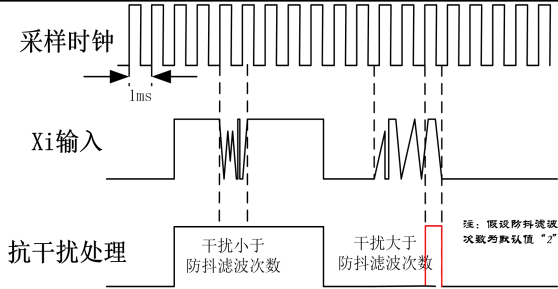 采样时钟
1ms
Xi输入
抗干扰处理
干扰小于
防抖滤波次数
干扰大于
防抖滤波次数
注：假设防抖滤波
次数为默认值“2”